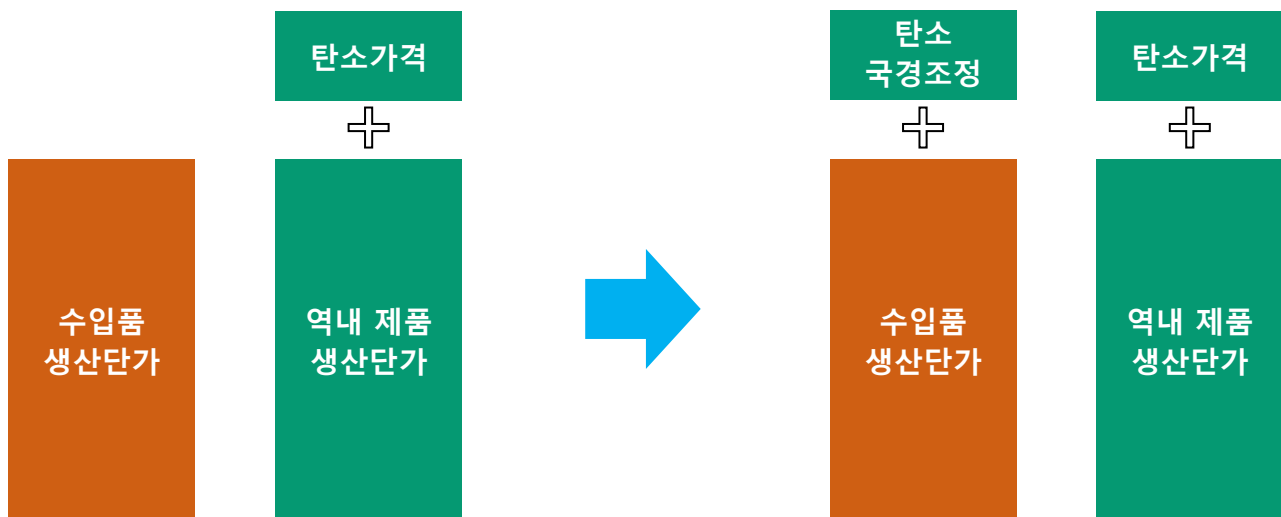 탄소가격
수입품
생산단가
역내 제품
생산단가
탄소
국경조정
탄소가격
수입품
생산단가
역내 제품
생산단가